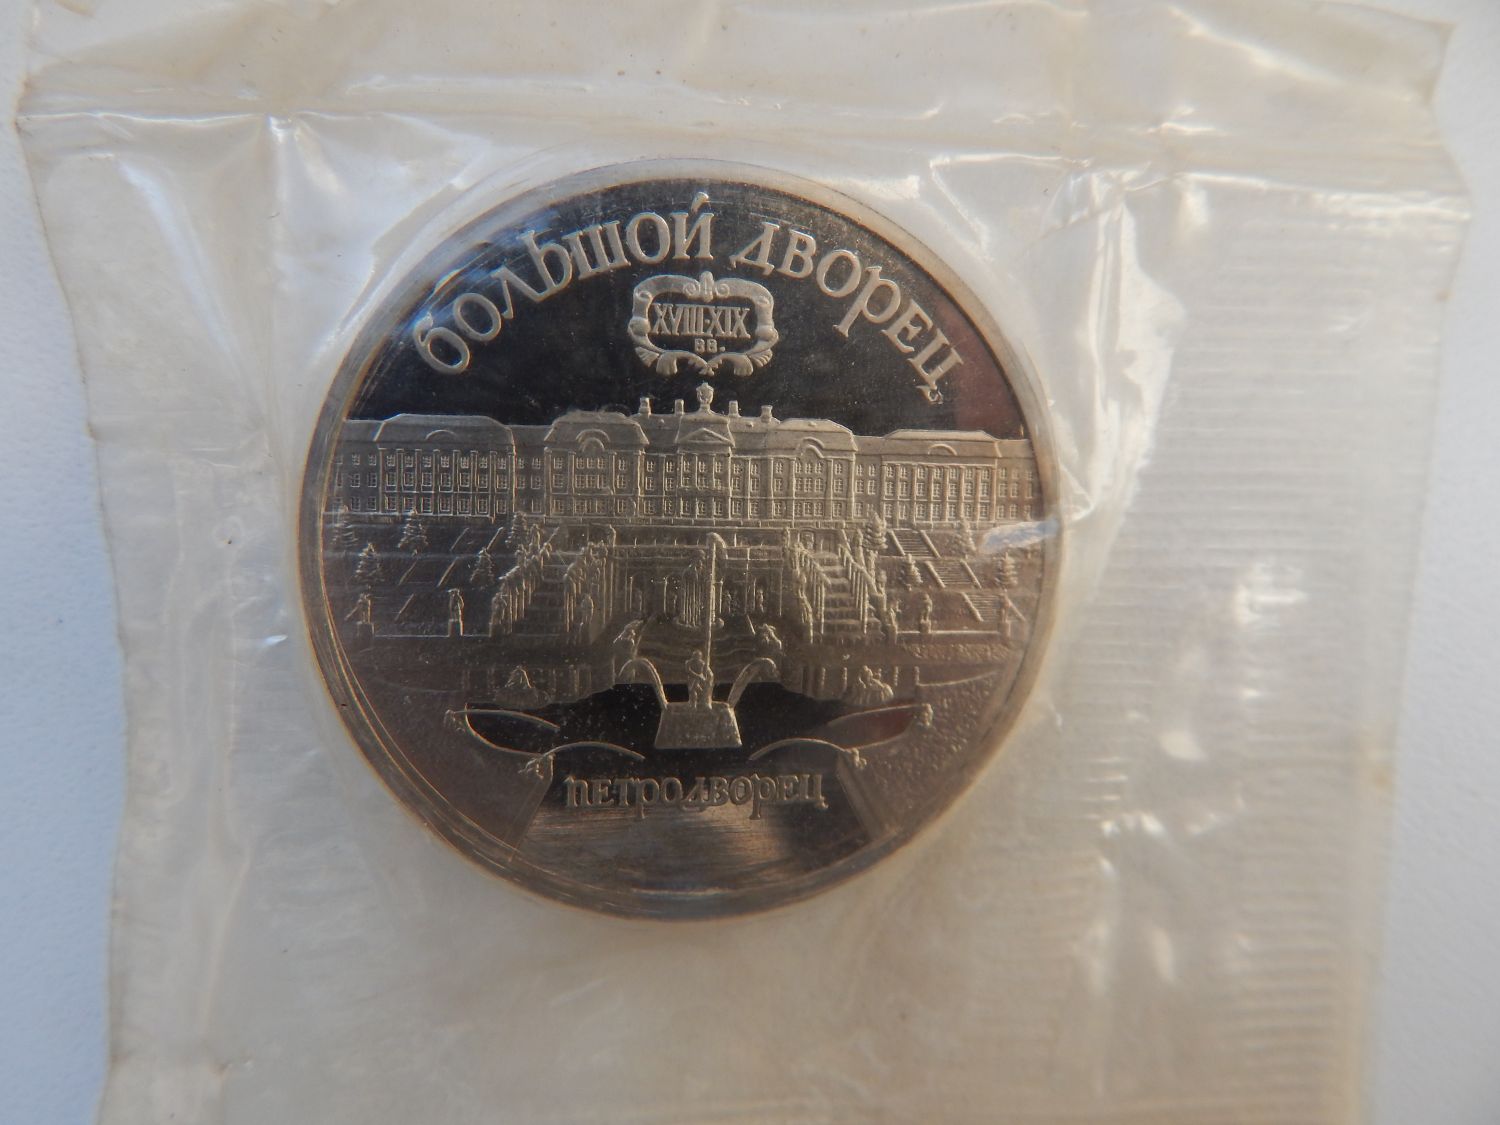 большой дворец
XVIII-XIX
вв.
петродворец